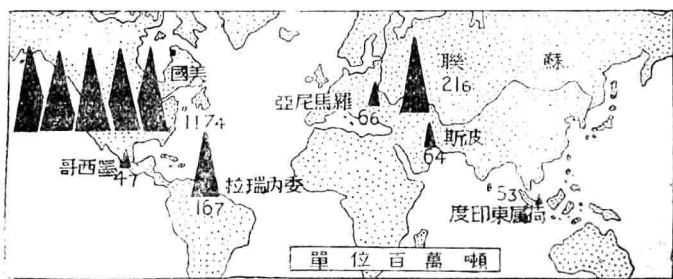 美國
1174
蘇聯
216
羅馬尼亞
66
波斯
64
墨西哥
47
委內瑞拉
167
53
荷屬東印度
單位百萬噸